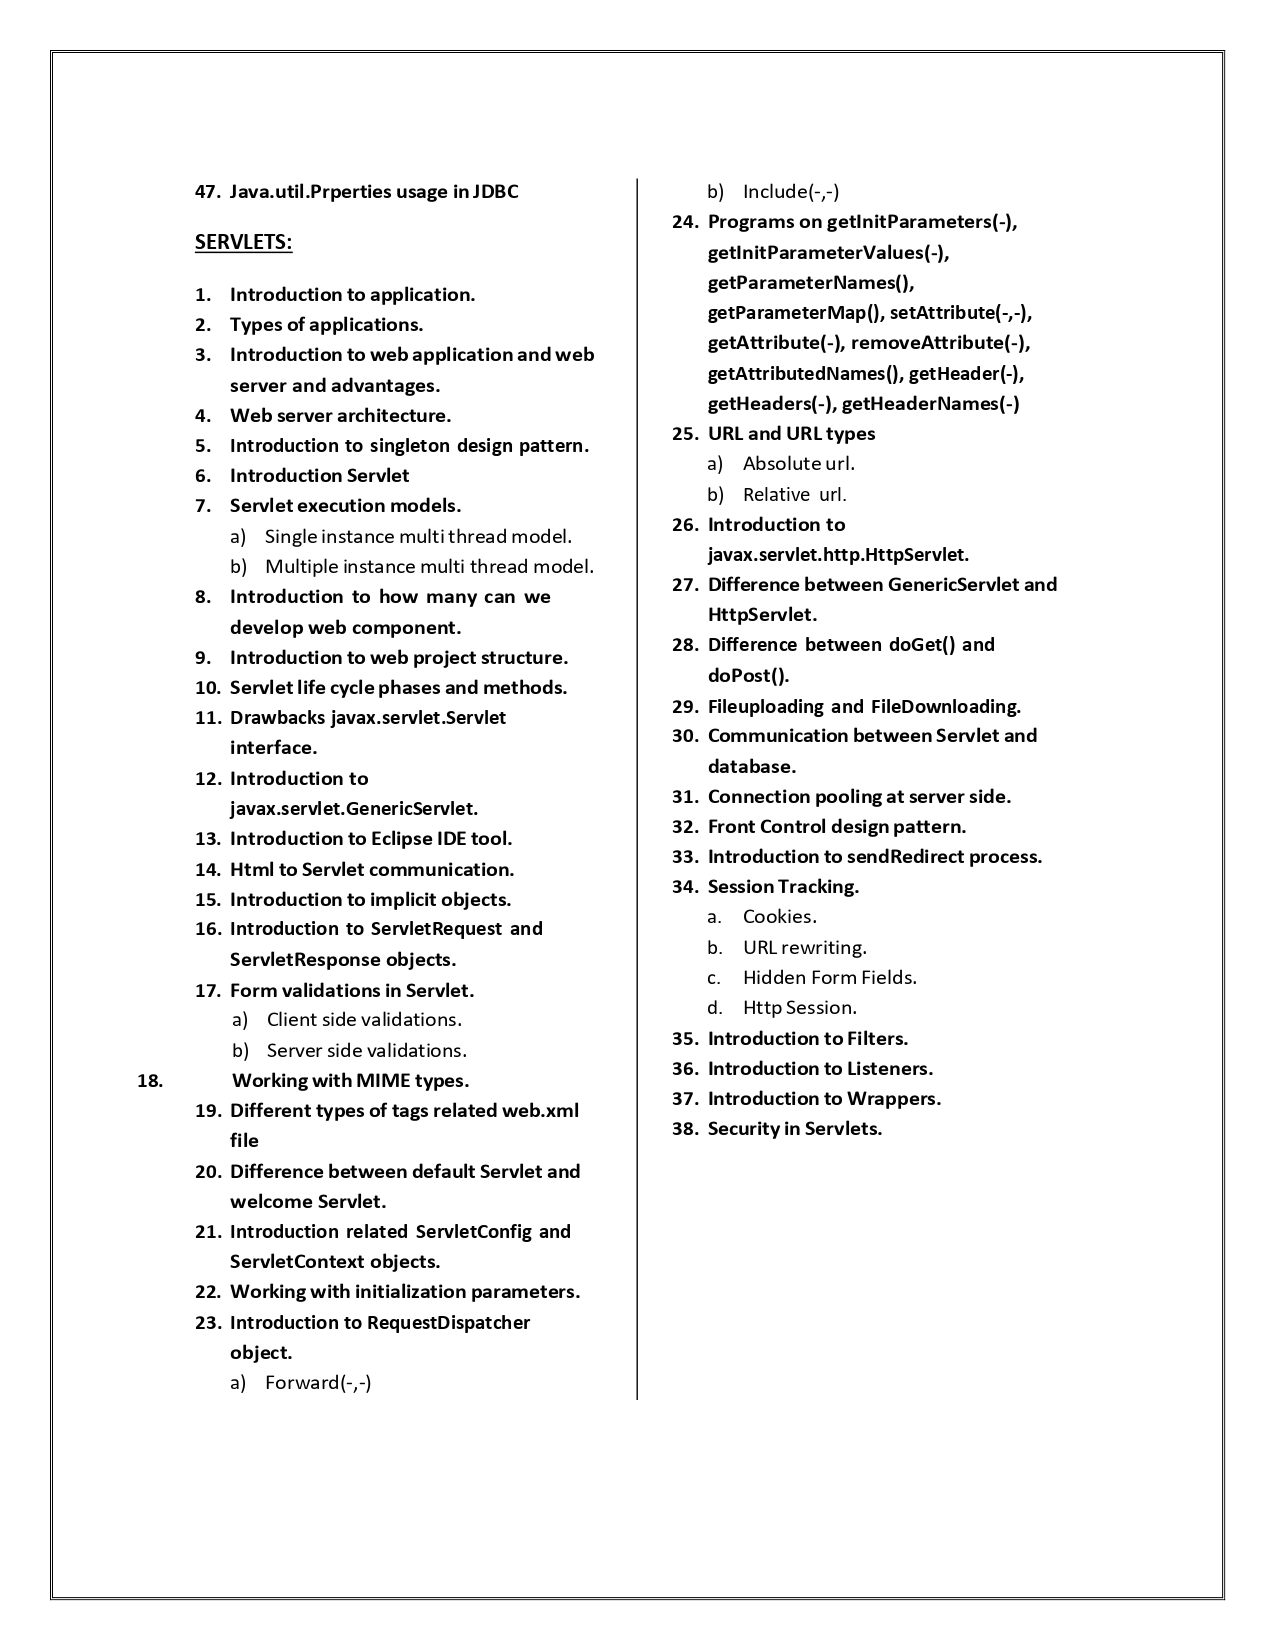 47. Java.util.Prperties usage in JDBC
SERVLETS:
1. Introduction to application.
2. Types of applications.
3. Introduction to web application and web
server and advantages.
4. Web server architecture.
5. Introduction to singleton design pattern.
6. Introduction Servlet
7. Servlet execution models.
a) Single instance multi thread model.
b) Multiple instance multi thread model.
8. Introduction to how many can we
develop web component.
9. Introduction to web project structure.
10. Servlet life cycle phases and methods.
11. Drawbacks javax.servlet.Servlet
interface.
12. Introduction to
javax.servlet.GenericServlet.
13. Introduction to Eclipse IDE tool.
14. Html to Servlet communication.
15. Introduction to implicit objects.
16. Introduction to ServletRequest and
ServletResponse objects.
17. Form validations in Servlet.
a) Client side validations.
b) Server side validations.
18. Working with MIME types.
19. Different types of tags related web.xml
file
20. Difference between default Servlet and
welcome Servlet.
21. Introduction related ServletConfig and
ServletContext objects.
22. Working with initialization parameters.
23. Introduction to RequestDispatcher
object.
a) Forward(-,-)
b) Include(-,-)
24. Programs on getInitParameters(-),
getInitParameterValues(-),
getParameterNames(),
getParameterMap(), setAttribute(-,-),
getAttribute(-), removeAttribute(-),
getAttributedNames(), getHeader(-),
getHeaders(-), getHeaderNames(-)
25. URL and URL types
a) Absolute url.
b) Relative url.
26. Introduction to
javax.servlet.http.HttpServlet.
27. Difference between GenericServlet and
HttpServlet.
28. Difference between doGet() and
doPost().
29. Fileuploading and FileDownloading.
30. Communication between Servlet and
database.
31. Connection pooling at server side.
32. Front Control design pattern.
33. Introduction to sendRedirect process.
34. Session Tracking.
a. Cookies.
b. URL rewriting.
c. Hidden Form Fields.
d. Http Session.
35. Introduction to Filters.
36. Introduction to Listeners.
37. Introduction to Wrappers.
38. Security in Servlets.